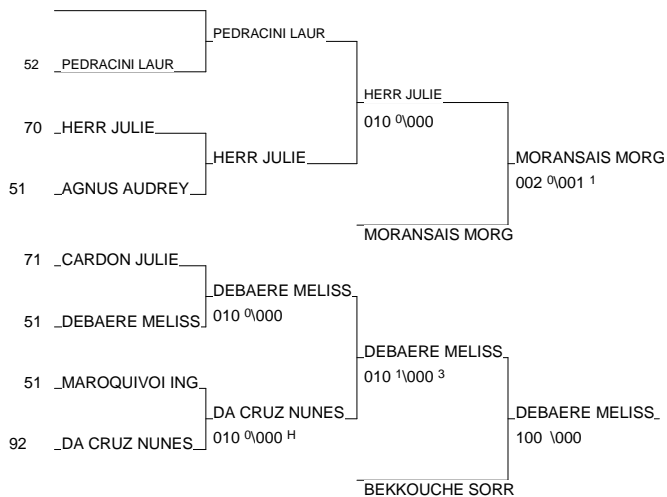 PEDRACINI LAUR
52 PEDRACINI LAUR
HERR JULIE
010 0\000
70 HERR JULIE
HERR JULIE
MORANSAIS MORG
002 0\001 1
51 AGNUS AUDREY
MORANSAIS MORG
71 CARDON JULIE
DEBAERE MELISS
010 0\000
51 DEBAERE MELISS
DEBAERE MELISS
010 1\000 3
51 MAROQUIVOI ING
DA CRUZ NUNES
010 0\000 H
DEBAERE MELISS
100 \000
92 DA CRUZ NUNES
BEKKOUCHE SORR